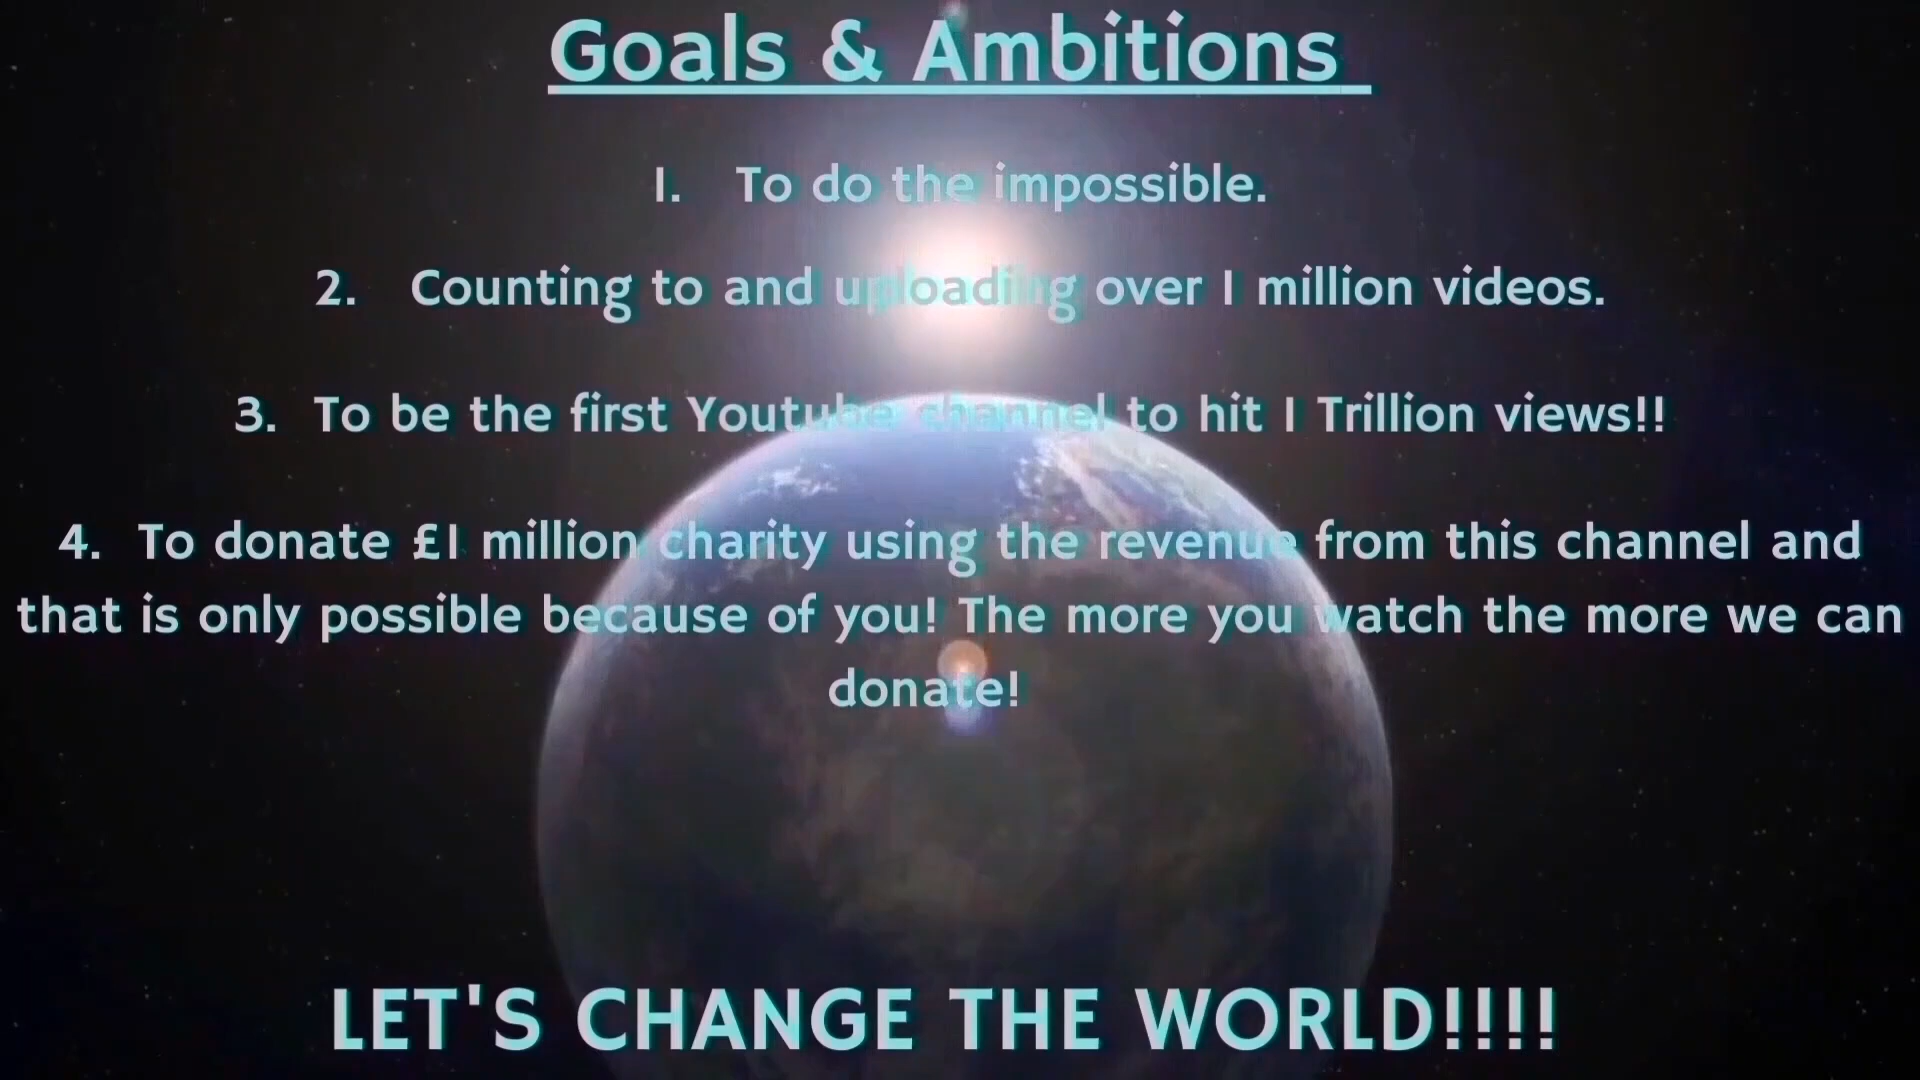 Goals & Ambitions
1. To do the impossible.
2. Counting to and uploading over 1 million videos.
3. To be the first Youtube channel to hit 1 Trillion views!!
4. To donate £1 million charity using the revenue from this channel and
that is only possible because of you! The more you watch the more we can
donate!
LET'S CHANGE THE WORLD!!!!